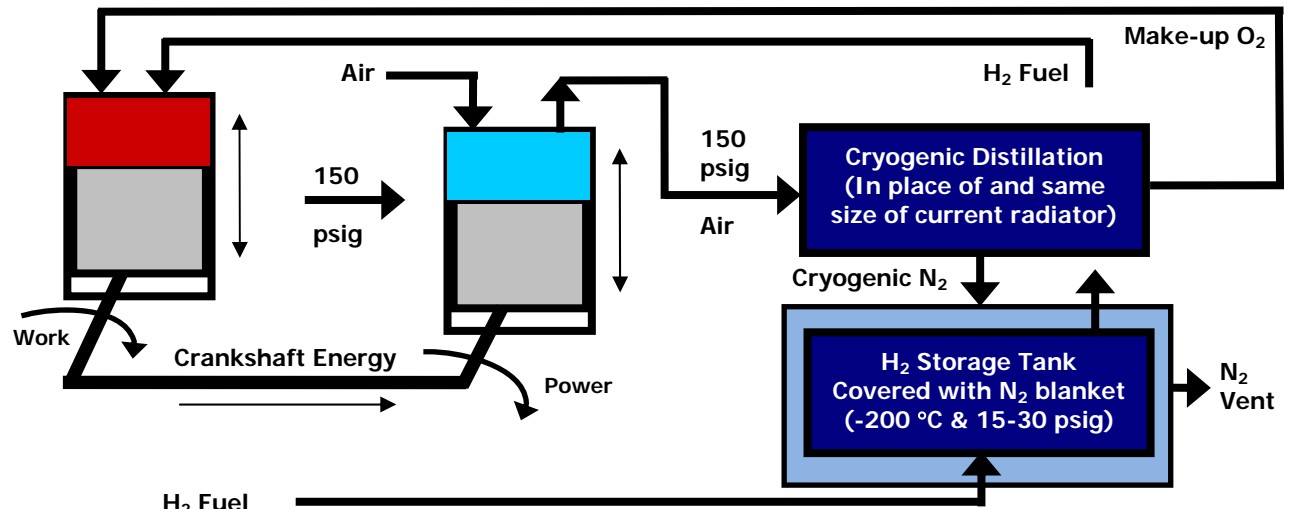 Make-up O₂
Air
H₂ Fuel
150
psig
150
psig
Air
Cryogenic Distillation
(In place of and same
size of current radiator)
Cryogenic N₂
Work
Crankshaft Energy
Power
H₂ Storage Tank
Covered with N₂ blanket
(-200 °C & 15-30 psig)
N₂
Vent
H₂ Fuel